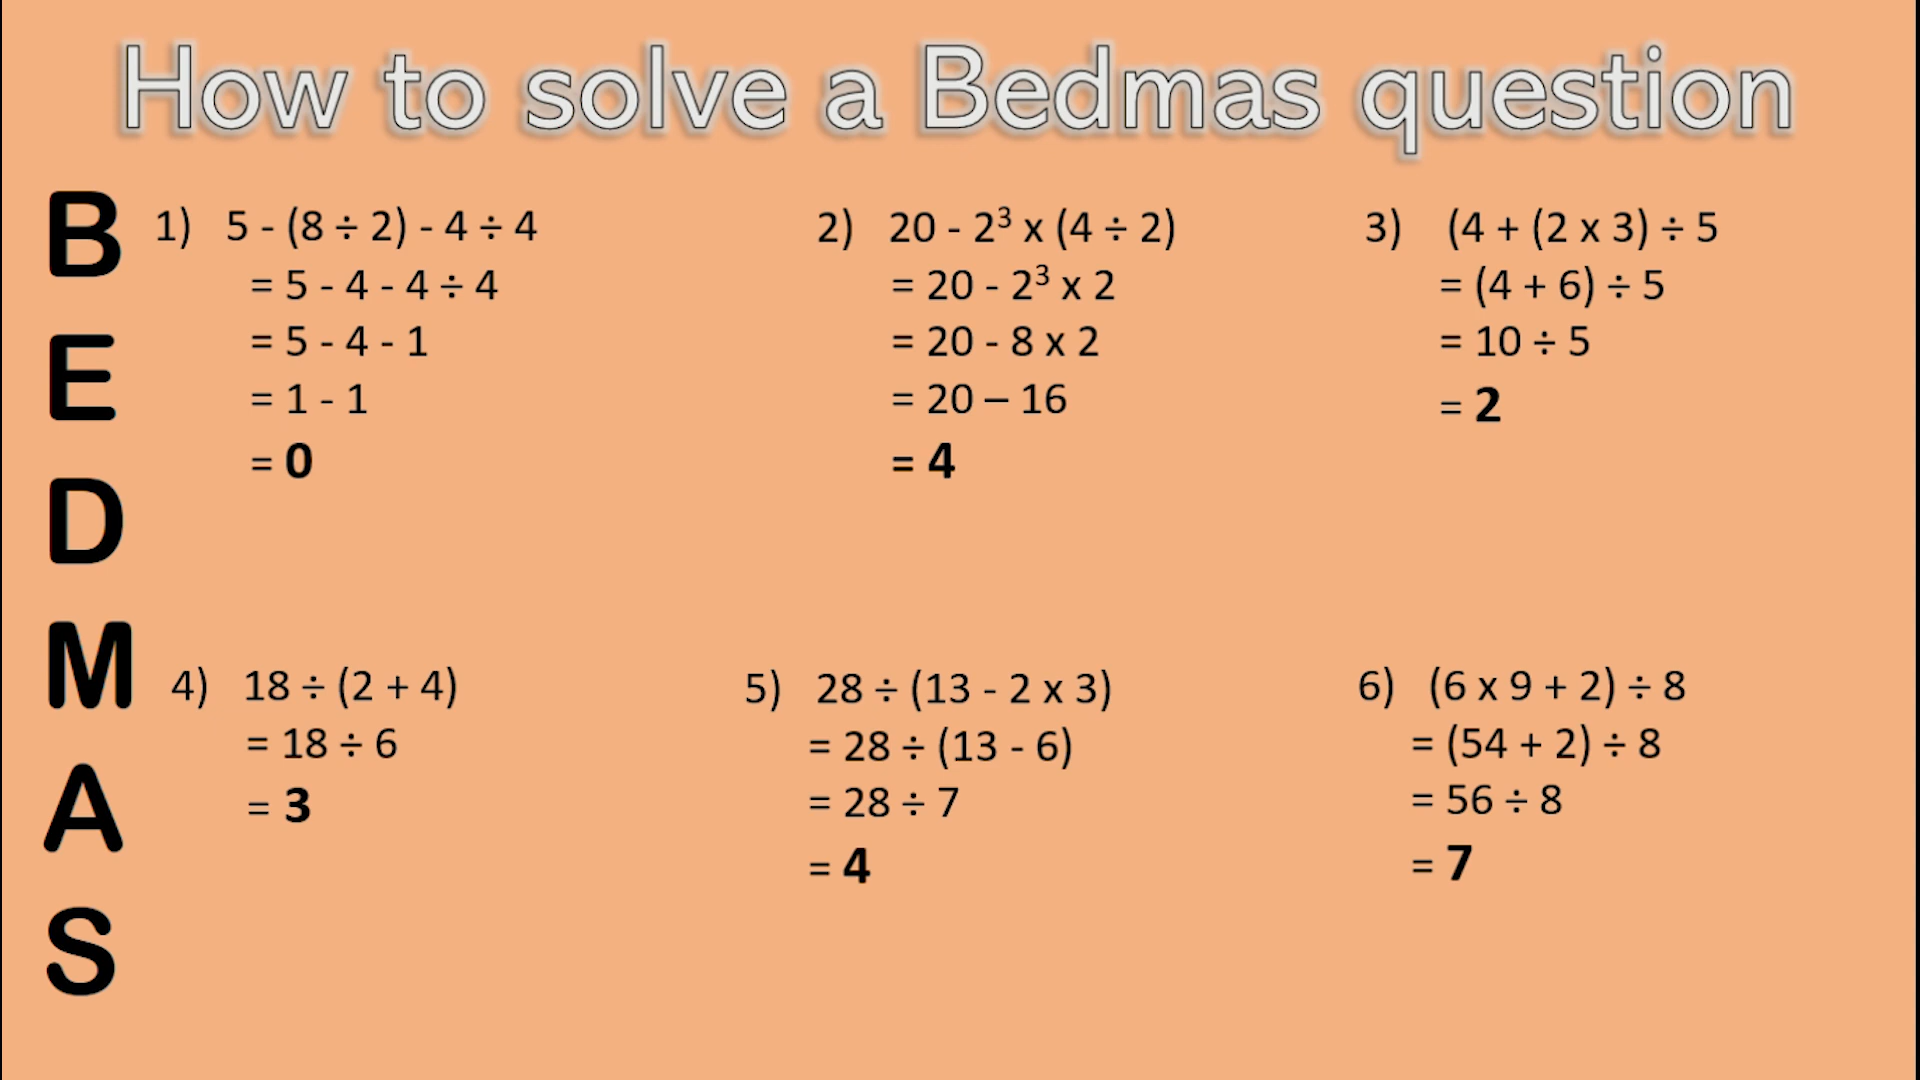 How to solve a Bedmas question
B
E
D
M
A
S
1) 5 - (8 ÷ 2) - 4 ÷ 4
= 5 - 4 - 4 ÷ 4
= 5 - 4 - 1
= 1 - 1
= 0
2) 20 - 2³ x (4 ÷ 2)
= 20 - 2³ x 2
= 20 - 8 x 2
= 20 – 16
= 4
3) (4 + (2 x 3) ÷ 5
= (4 + 6) ÷ 5
= 10 ÷ 5
= 2
4) 18 ÷ (2 + 4)
= 18 ÷ 6
= 3
5) 28 ÷ (13 - 2 x 3)
= 28 ÷ (13 - 6)
= 28 ÷ 7
= 4
6) (6 x 9 + 2) ÷ 8
= (54 + 2) ÷ 8
= 56 ÷ 8
= 7